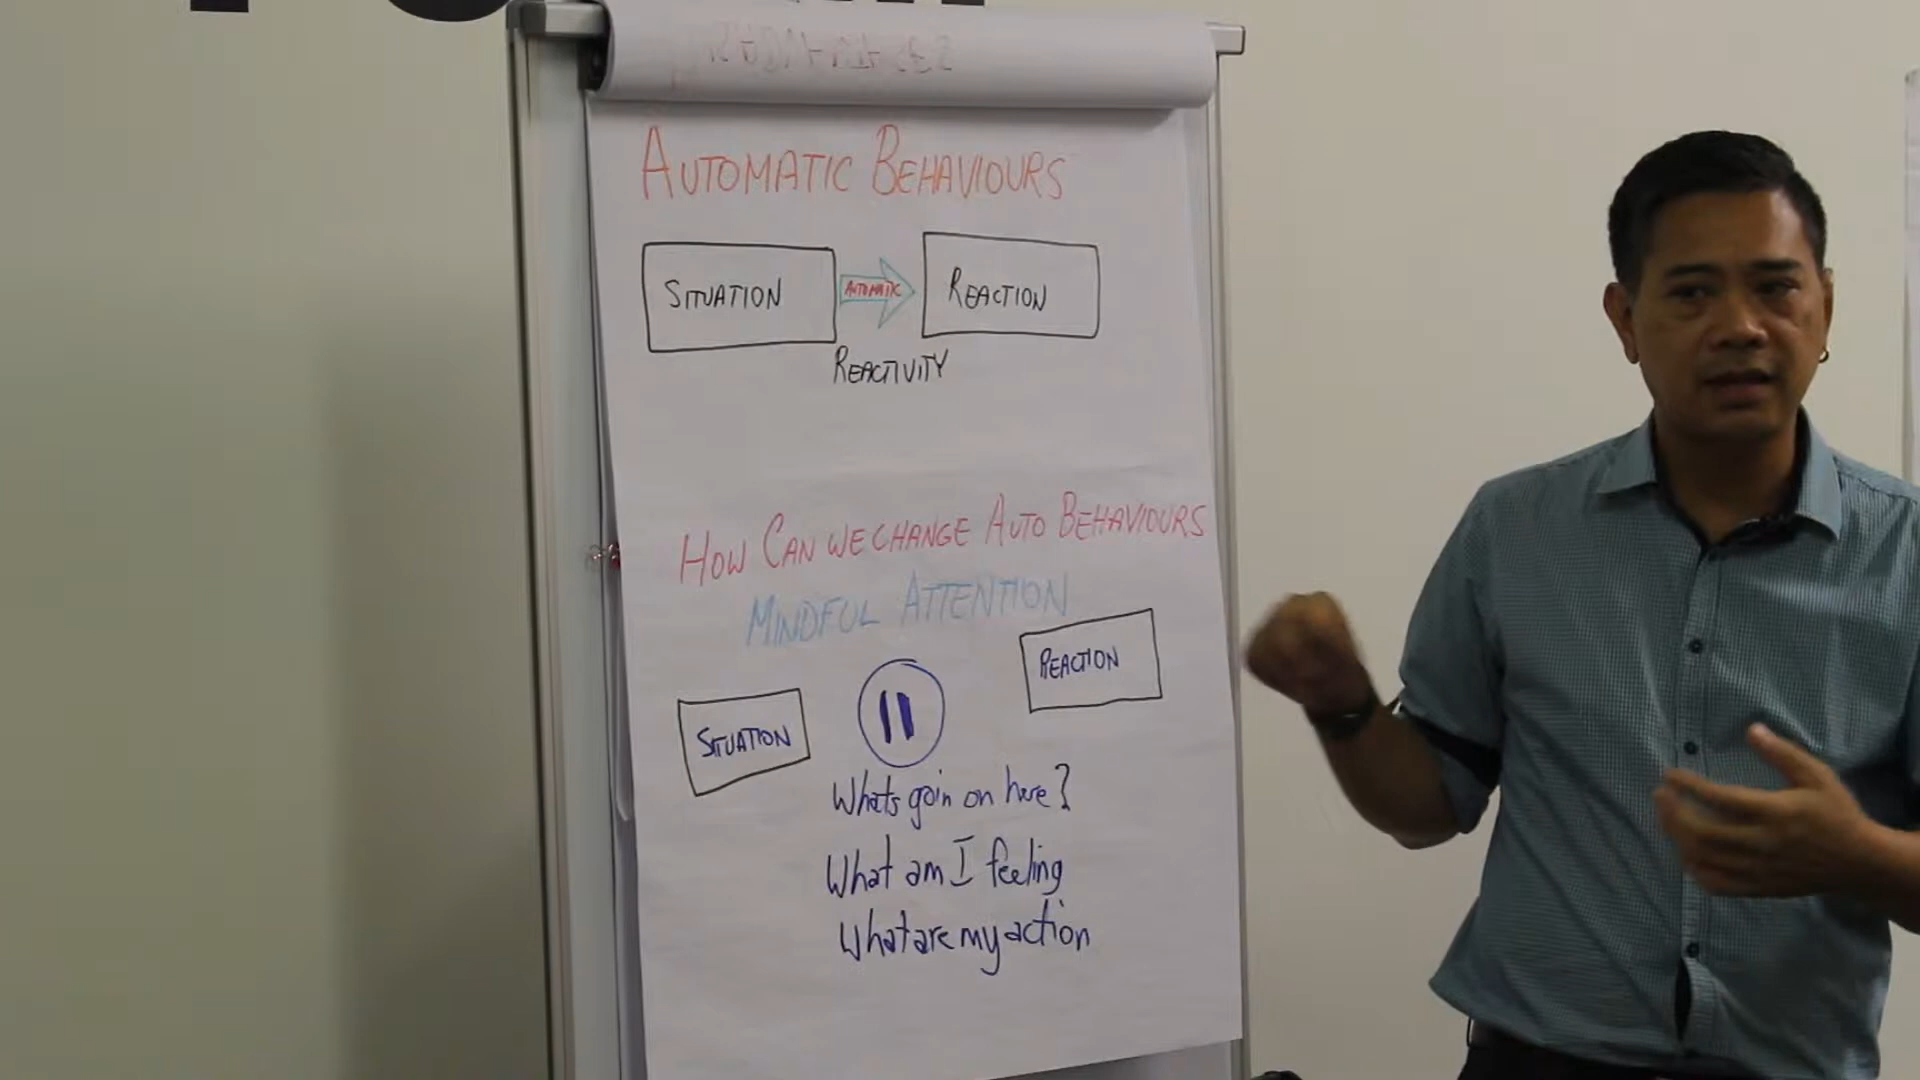 AUTOMATIC BEHAVIOURS
SITUATION
AUTOMATIC
REACTION
REACTIVITY
HOW CAN WE CHANGE AUTO BEHAVIOURS
MINDFUL ATTENTION
SITUATION
REACTION
Whats goin on here?
What am I feeling
What are my action